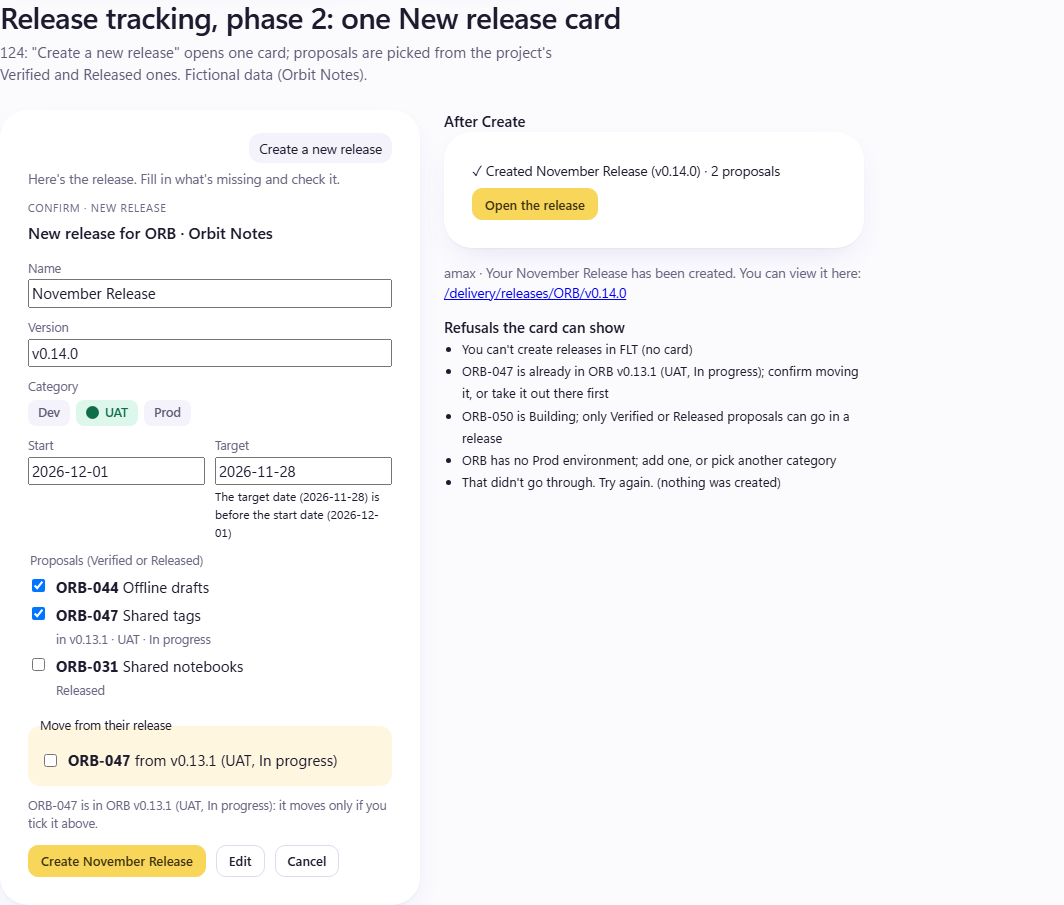 Release tracking, phase 2: one New release card
124: "Create a new release" opens one card; proposals are picked from the project's
Verified and Released ones. Fictional data (Orbit Notes).
Create a new release
Here's the release. Fill in what's missing and check it.
CONFIRM · NEW RELEASE
New release for ORB · Orbit Notes
Name
November Release
Version
v0.14.0
Category
Dev
UAT
Prod
Start
Target
2026-12-01
2026-11-28
The target date (2026-11-28) is
before the start date (2026-12-
01)
Proposals (Verified or Released)
ORB-044 Offline drafts
ORB-047 Shared tags
in v0.13.1 · UAT · In progress
ORB-031 Shared notebooks
Released
Move from their release
ORB-047 from v0.13.1 (UAT, In progress)
ORB-047 is in ORB v0.13.1 (UAT, In progress): it moves only if you
tick it above.
Create November Release
Edit
Cancel
After Create
✓ Created November Release (v0.14.0) · 2 proposals
Open the release
amax · Your November Release has been created. You can view it here:
/delivery/releases/ORB/v0.14.0
Refusals the card can show
You can't create releases in FLT (no card)
ORB-047 is already in ORB v0.13.1 (UAT, In progress); confirm moving
it, or take it out there first
ORB-050 is Building; only Verified or Released proposals can go in a
release
ORB has no Prod environment; add one, or pick another category
That didn't go through. Try again. (nothing was created)